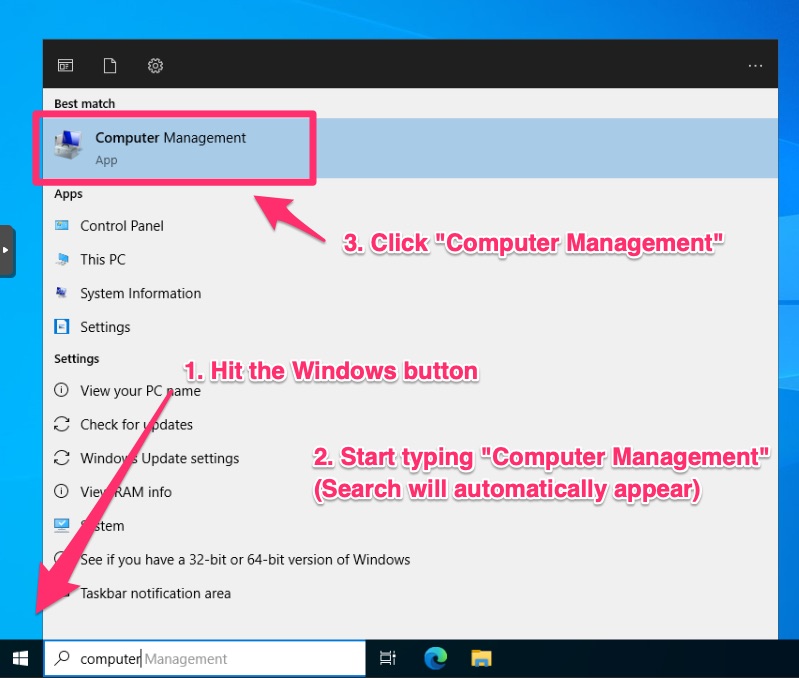 Best match
Computer Management
App
Apps
Control Panel
3. Click "Computer Management"
This PC
System Information
Settings
Settings
1. Hit the Windows button
View your PC name
Check for updates
Windows Update settings
2. Start typing "Computer Management"
(Search will automatically appear)
View RAM info
System
See if you have a 32-bit or 64-bit version of Windows
Taskbar notification area
computer Management